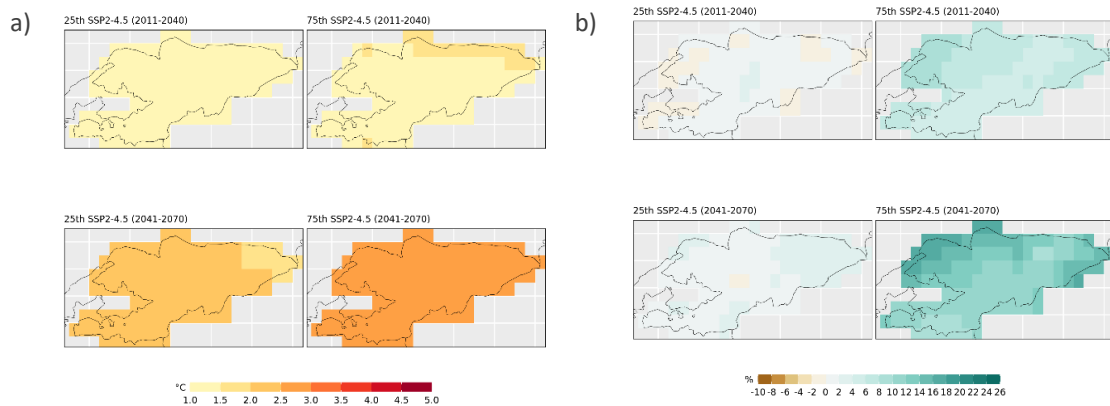 a)
25th SSP2-4.5 (2011-2040)
75th SSP2-4.5 (2011-2040)
25th SSP2-4.5 (2041-2070)
75th SSP2-4.5 (2041-2070)
°C
1.0 1.5 2.0 2.5 3.0 3.5 4.0 4.5 5.0
b)
25th SSP2-4.5 (2011-2040)
75th SSP2-4.5 (2011-2040)
25th SSP2-4.5 (2041-2070)
75th SSP2-4.5 (2041-2070)
%
-10 -8 -6 -4 -2 0 2 4 6 8 10 12 14 16 18 20 22 24 26